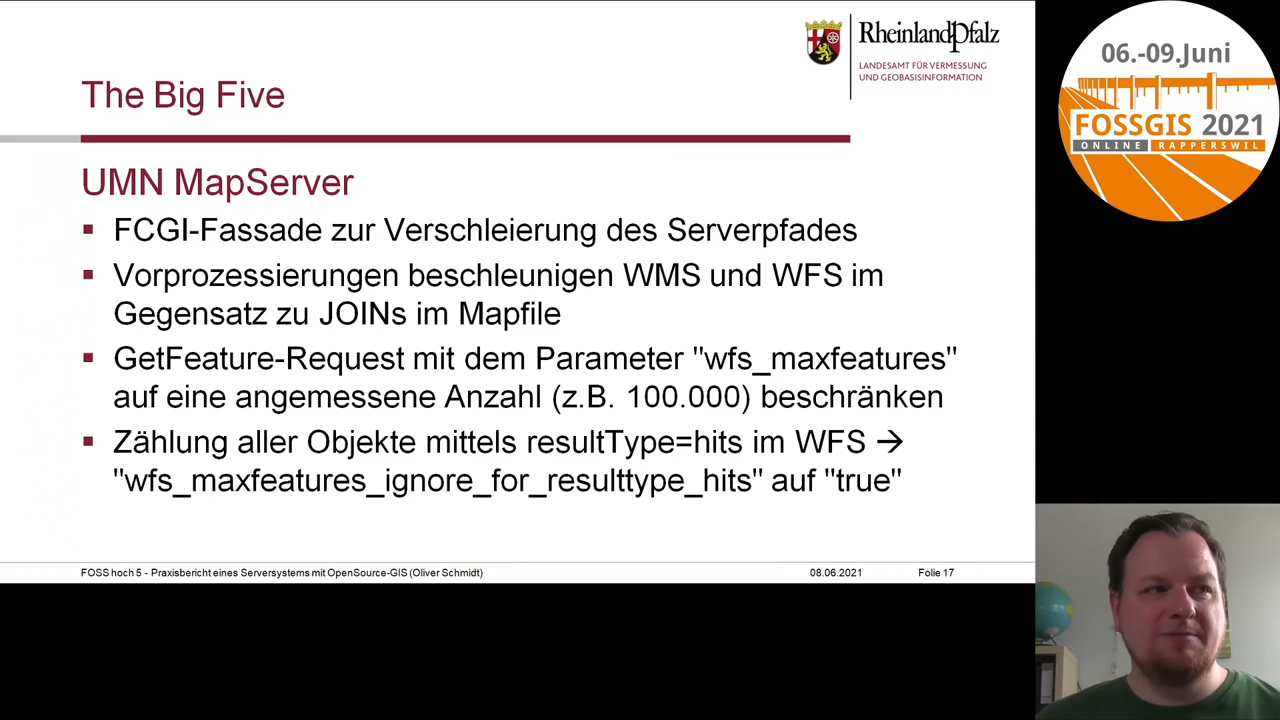 RheinlandPfalz
LANDESAMT FÜR VERMESSUNG
UND GEOBASISINFORMATION
06.-09.Juni
FOSSGIS 2021
ONLINE RAPPERSWIL
The Big Five
UMN MapServer
▪ FCGI-Fassade zur Verschleierung des Serverpfades
▪ Vorprozessierungen beschleunigen WMS und WFS im
Gegensatz zu JOINs im Mapfile
▪ GetFeature-Request mit dem Parameter "wfs_maxfeatures"
auf eine angemessene Anzahl (z.B. 100.000) beschränken
▪ Zählung aller Objekte mittels resultType=hits im WFS →
"wfs_maxfeatures_ignore_for_resulttype_hits" auf "true"
FOSS hoch 5 - Praxisbericht eines Serversystems mit OpenSource-GIS (Oliver Schmidt)
08.06.2021
Folie 17